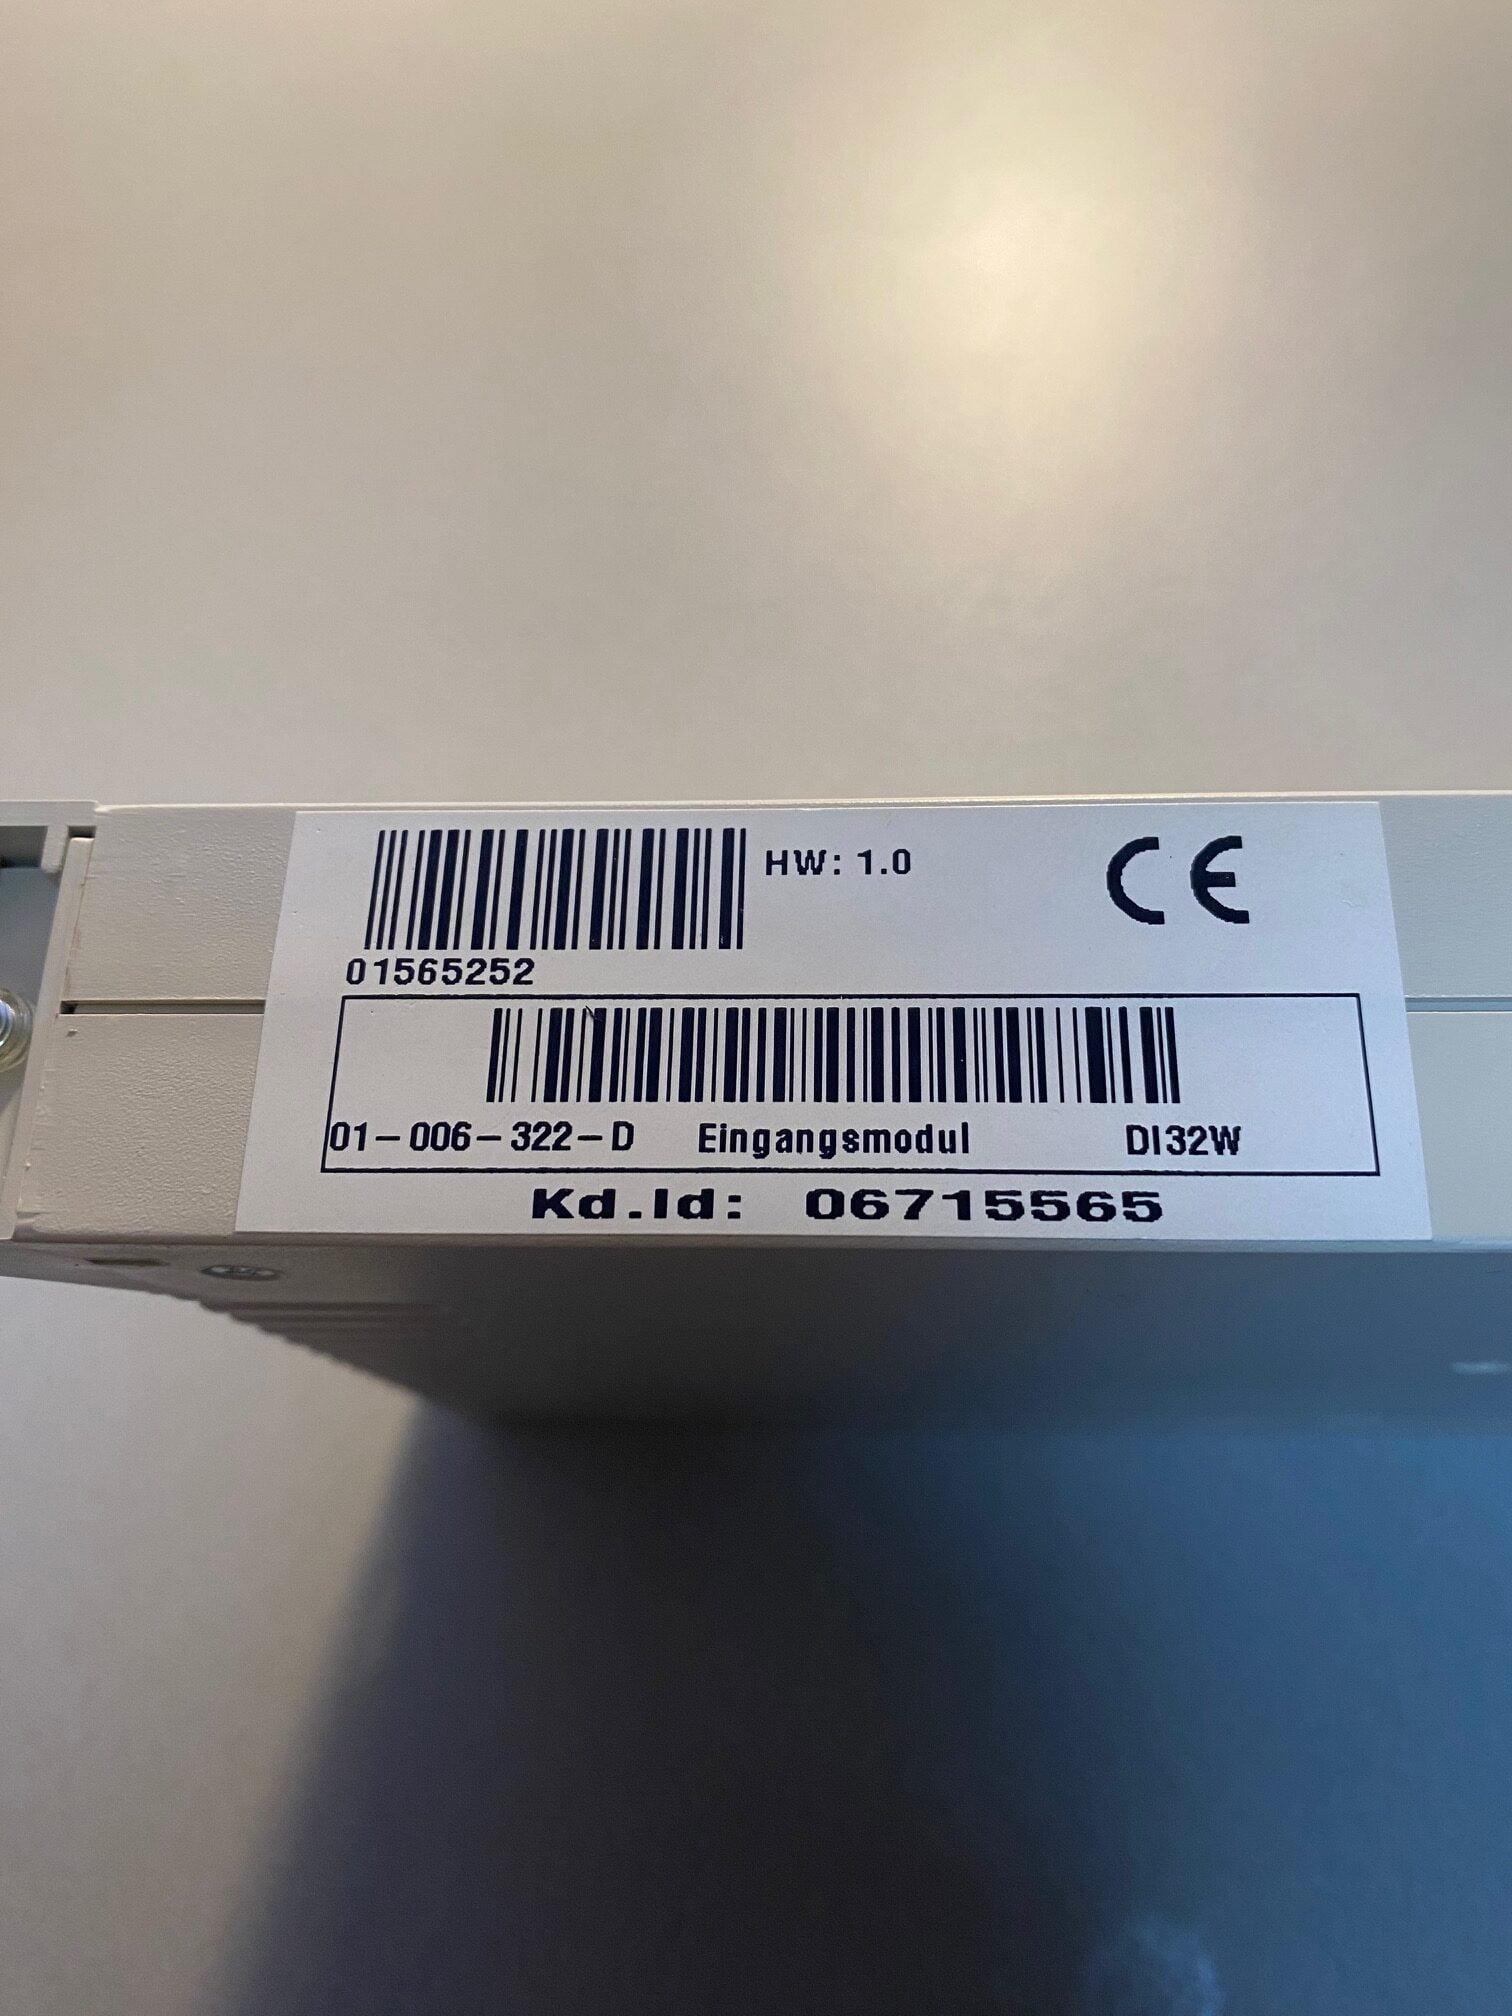 HW: 1.0 CE
01565252
01-006-322-D Eingangsmodul DI32W
Kd.Id: 06715565